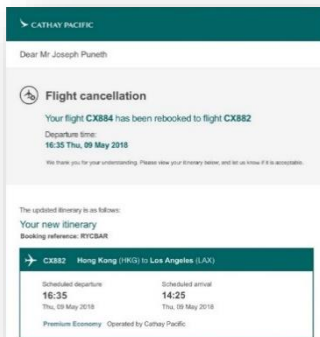 CATHAY PACIFIC
Dear Mr Joseph Puneth
Flight cancellation
Your flight CX884 has been rebooked to flight CX882
Departure time:
16:35 Thu, 09 May 2018
We thank you for your understanding. Please view your itinerary below, and let us know if it is acceptable.
The updated itinerary is as follows:
Your new itinerary
Booking reference: RYCBAR
CX882 Hong Kong (HKG) to Los Angeles (LAX)
Scheduled departure Scheduled arrival
16:35 14:25
Thu, 09 May 2018 Thu, 09 May 2018
Premium Economy Operated by Cathay Pacific